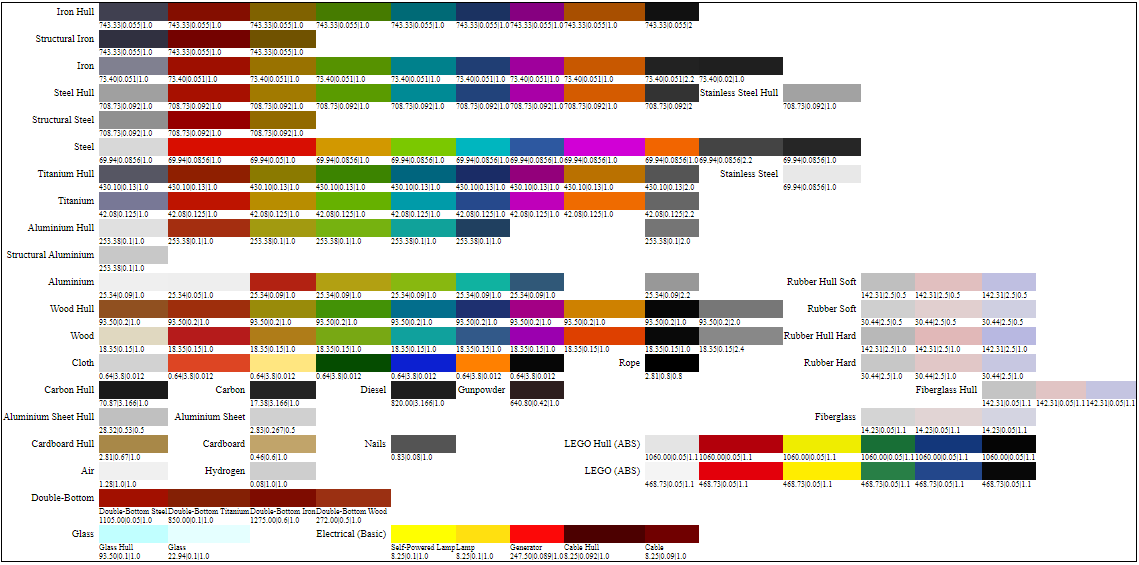 Iron Hull
743.33|0.055|1.0 743.33|0.055|1.0 743.33|0.055|1.0 743.33|0.055|1.0 743.33|0.055|1.0 743.33|0.055|1.0 743.33|0.055|1.0 743.33|0.055|1.0 743.33|0.055|2
Structural Iron
743.33|0.055|1.0 743.33|0.055|1.0 743.33|0.055|1.0
Iron
73.40|0.051|1.0 73.40|0.051|1.0 73.40|0.051|1.0 73.40|0.051|1.0 73.40|0.051|1.0 73.40|0.051|1.0 73.40|0.051|1.0 73.40|0.051|1.0 73.40|0.051|2.2 73.40|0.02|1.0
Steel Hull Stainless Steel Hull
708.73|0.092|1.0 708.73|0.092|1.0 708.73|0.092|1.0 708.73|0.092|1.0 708.73|0.092|1.0 708.73|0.092|1.0 708.73|0.092|1.0 708.73|0.092|1.0 708.73|0.092|2 708.73|0.092|1.0
Structural Steel
708.73|0.092|1.0 708.73|0.092|1.0 708.73|0.092|1.0
Steel
69.94|0.0856|1.0 69.94|0.0856|1.0 69.94|0.05|1.0 69.94|0.0856|1.0 69.94|0.0856|1.0 69.94|0.0856|1.0 69.94|0.0856|1.0 69.94|0.0856|1.0 69.94|0.0856|1.0 69.94|0.0856|2.2 69.94|0.0856|1.0
Titanium Hull Stainless Steel
430.10|0.13|1.0 430.10|0.13|1.0 430.10|0.13|1.0 430.10|0.13|1.0 430.10|0.13|1.0 430.10|0.13|1.0 430.10|0.13|1.0 430.10|0.13|1.0 430.10|0.13|2.0 69.94|0.0856|1.0
Titanium
42.08|0.125|1.0 42.08|0.125|1.0 42.08|0.125|1.0 42.08|0.125|1.0 42.08|0.125|1.0 42.08|0.125|1.0 42.08|0.125|1.0 42.08|0.125|1.0 42.08|0.125|2.2
Aluminium Hull
253.38|0.1|1.0 253.38|0.1|1.0 253.38|0.1|1.0 253.38|0.1|1.0 253.38|0.1|1.0 253.38|0.1|1.0 253.38|0.1|2.0
Structural Aluminium
253.38|0.1|1.0
Aluminium Rubber Hull Soft
25.34|0.09|1.0 25.34|0.05|1.0 25.34|0.09|1.0 25.34|0.09|1.0 25.34|0.09|1.0 25.34|0.09|1.0 25.34|0.09|1.0 25.34|0.09|2.2 142.31|2.5|0.5 142.31|2.5|0.5 142.31|2.5|0.5
Wood Hull Rubber Soft
93.50|0.2|1.0 93.50|0.2|1.0 93.50|0.2|1.0 93.50|0.2|1.0 93.50|0.2|1.0 93.50|0.2|1.0 93.50|0.2|1.0 93.50|0.2|1.0 93.50|0.2|1.0 93.50|0.2|2.0 30.44|2.5|0.5 30.44|2.5|0.5 30.44|2.5|0.5
Wood Rubber Hull Hard
18.35|0.15|1.0 18.35|0.15|1.0 18.35|0.15|1.0 18.35|0.15|1.0 18.35|0.15|1.0 18.35|0.15|1.0 18.35|0.15|1.0 18.35|0.15|1.0 18.35|0.15|1.0 18.35|0.15|2.4 142.31|2.5|1.0 142.31|2.5|1.0 142.31|2.5|1.0
Cloth Rope Rubber Hard
0.64|3.8|0.012 0.64|3.8|0.012 0.64|3.8|0.012 0.64|3.8|0.012 0.64|3.8|0.012 0.64|3.8|0.012 0.64|3.8|0.012 2.81|0.8|0.8 30.44|2.5|1.0 30.44|2.5|1.0 30.44|2.5|1.0
Carbon Hull Carbon Diesel Gunpowder Fiberglass Hull
70.87|3.166|1.0 17.38|3.166|1.0 820.00|3.166|1.0 640.80|0.42|1.0 142.31|0.05|1.1 142.31|0.05|1.1 142.31|0.05|1.1
Aluminium Sheet Hull Aluminium Sheet Fiberglass
28.32|0.53|0.5 2.83|0.267|0.5 14.23|0.05|1.1 14.23|0.05|1.1 14.23|0.05|1.1
Cardboard Hull Cardboard Nails LEGO Hull (ABS)
2.81|0.67|1.0 0.46|0.6|1.0 0.83|0.08|1.0 1060.00|0.05|1.1 1060.00|0.05|1.1 1060.00|0.05|1.1 1060.00|0.05|1.1 1060.00|0.05|1.1 1060.00|0.05|1.1
Air Hydrogen LEGO (ABS)
1.28|1.0|1.0 0.08|1.0|1.0 468.73|0.05|1.1 468.73|0.05|1.1 468.73|0.05|1.1 468.73|0.05|1.1 468.73|0.05|1.1 468.73|0.05|1.1
Double-Bottom
Double-Bottom Steel Double-Bottom Titanium Double-Bottom Iron Double-Bottom Wood
1105.00|0.05|1.0 850.00|0.1|1.0 1275.00|0.6|1.0 272.00|0.5|1.0
Glass Electrical (Basic)
Glass Hull Glass Self-Powered Lamp Lamp Generator Cable Hull Cable
93.50|0.1|1.0 22.94|0.1|1.0 8.25|0.1|1.0 8.25|0.1|1.0 247.50|0.089|1.0 8.25|0.092|1.0 8.25|0.09|1.0